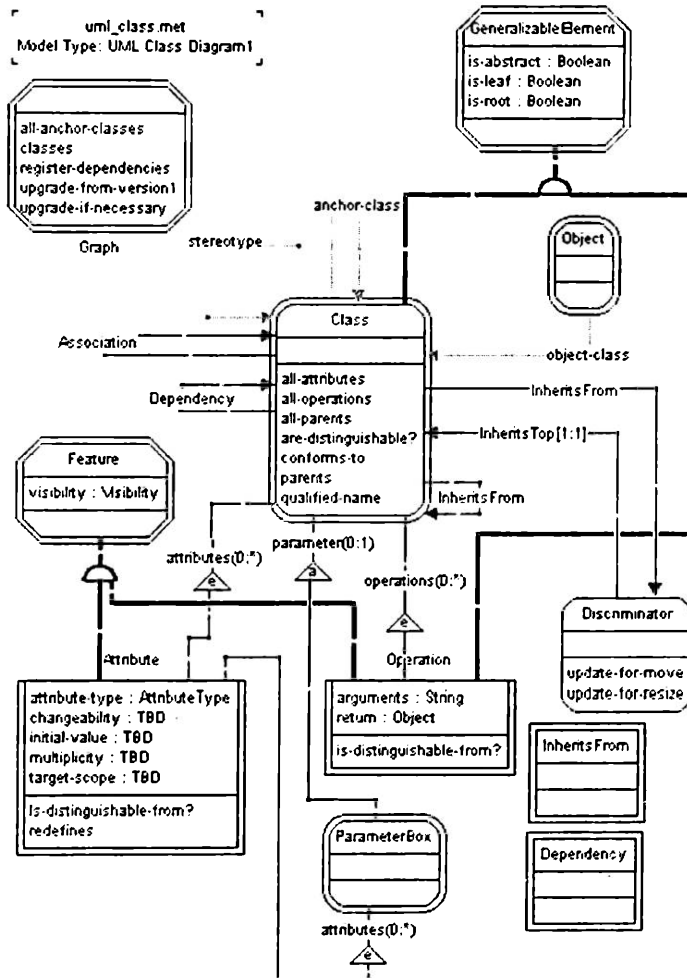 uml_class.met
Model Type: UML Class Diagram1
GeneralizableElement
is-abstract : Boolean
is-leaf : Boolean
is-root : Boolean
all-anchor-classes
classes
register-dependencies
upgrade-from-version1
upgrade-if-necessary
Graph
stereotype
anchor-class
Object
Class
Association
object-class
all-attributes
all-operations
all-parents
are-distinguishable?
conforms-to
parents
qualified-name
Dependency
InheritsFrom
InheritsTop[1:1]
InheritsFrom
Feature
visibility : Visibility
attributes(0:*)
e
parameter(0:1)
a
operations(0:*)
e
Discriminator
update-for-move
update-for-resize
Attribute
attribute-type : AttributeType
changeability : TBD
initial-value : TBD
multiplicity : TBD
target-scope : TBD
is-distinguishable-from?
redefines
Operation
arguments : String
return : Object
is-distinguishable-from?
InheritsFrom
ParameterBox
Dependency
attributes(0:*)
e